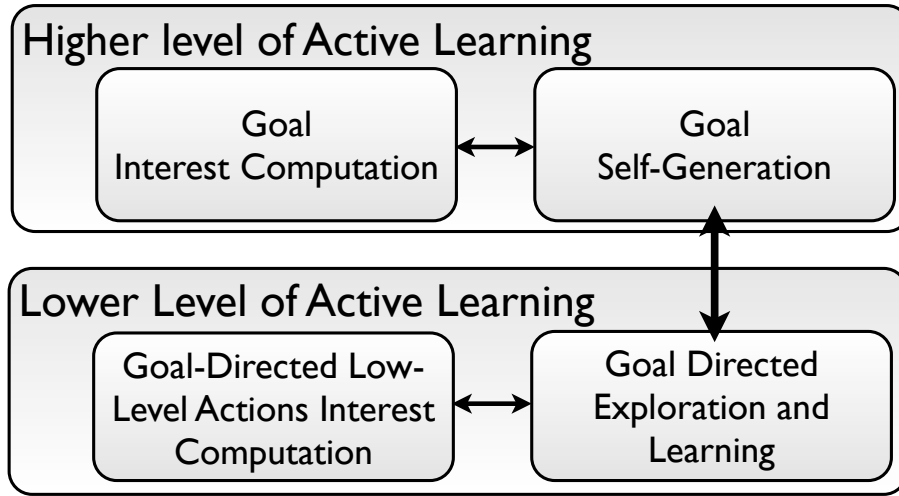 Higher level of Active Learning
Goal
Interest Computation
Goal
Self-Generation
Lower Level of Active Learning
Goal-Directed Low-
Level Actions Interest
Computation
Goal Directed
Exploration and
Learning